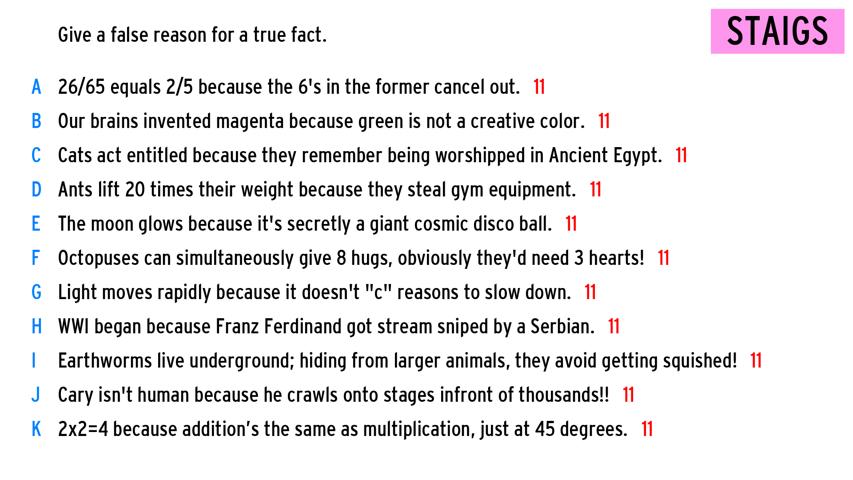 Give a false reason for a true fact.
STAIGS
A 26/65 equals 2/5 because the 6's in the former cancel out. 11
B Our brains invented magenta because green is not a creative color. 11
C Cats act entitled because they remember being worshipped in Ancient Egypt. 11
D Ants lift 20 times their weight because they steal gym equipment. 11
E The moon glows because it's secretly a giant cosmic disco ball. 11
F Octopuses can simultaneously give 8 hugs, obviously they'd need 3 hearts! 11
G Light moves rapidly because it doesn't "c" reasons to slow down. 11
H WWI began because Franz Ferdinand got stream sniped by a Serbian. 11
I Earthworms live underground; hiding from larger animals, they avoid getting squished! 11
J Cary isn't human because he crawls onto stages infront of thousands!! 11
K 2x2=4 because addition’s the same as multiplication, just at 45 degrees. 11